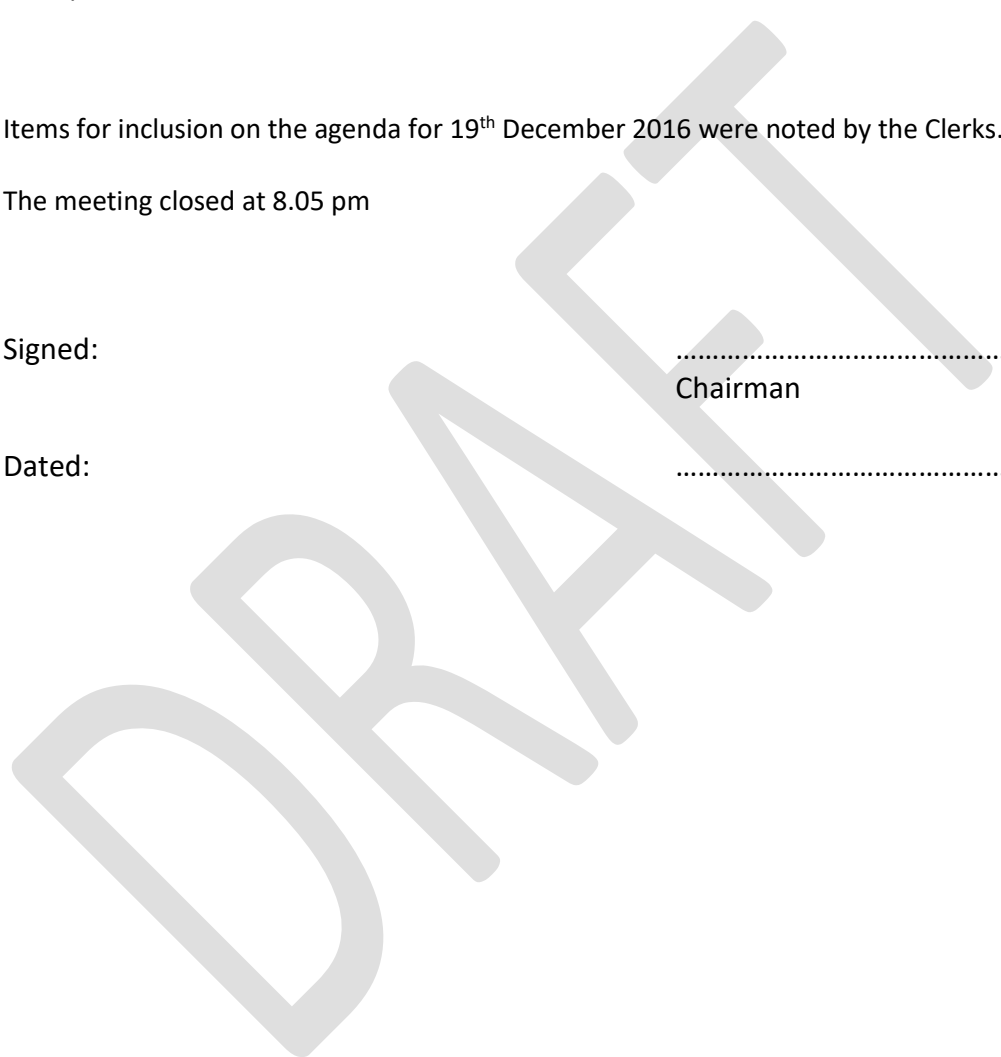 Items for inclusion on the agenda for 19th December 2016 were noted by the Clerks.
The meeting closed at 8.05 pm
Signed: ……………………………………
Chairman
Dated: ……………………………………
DRAFT